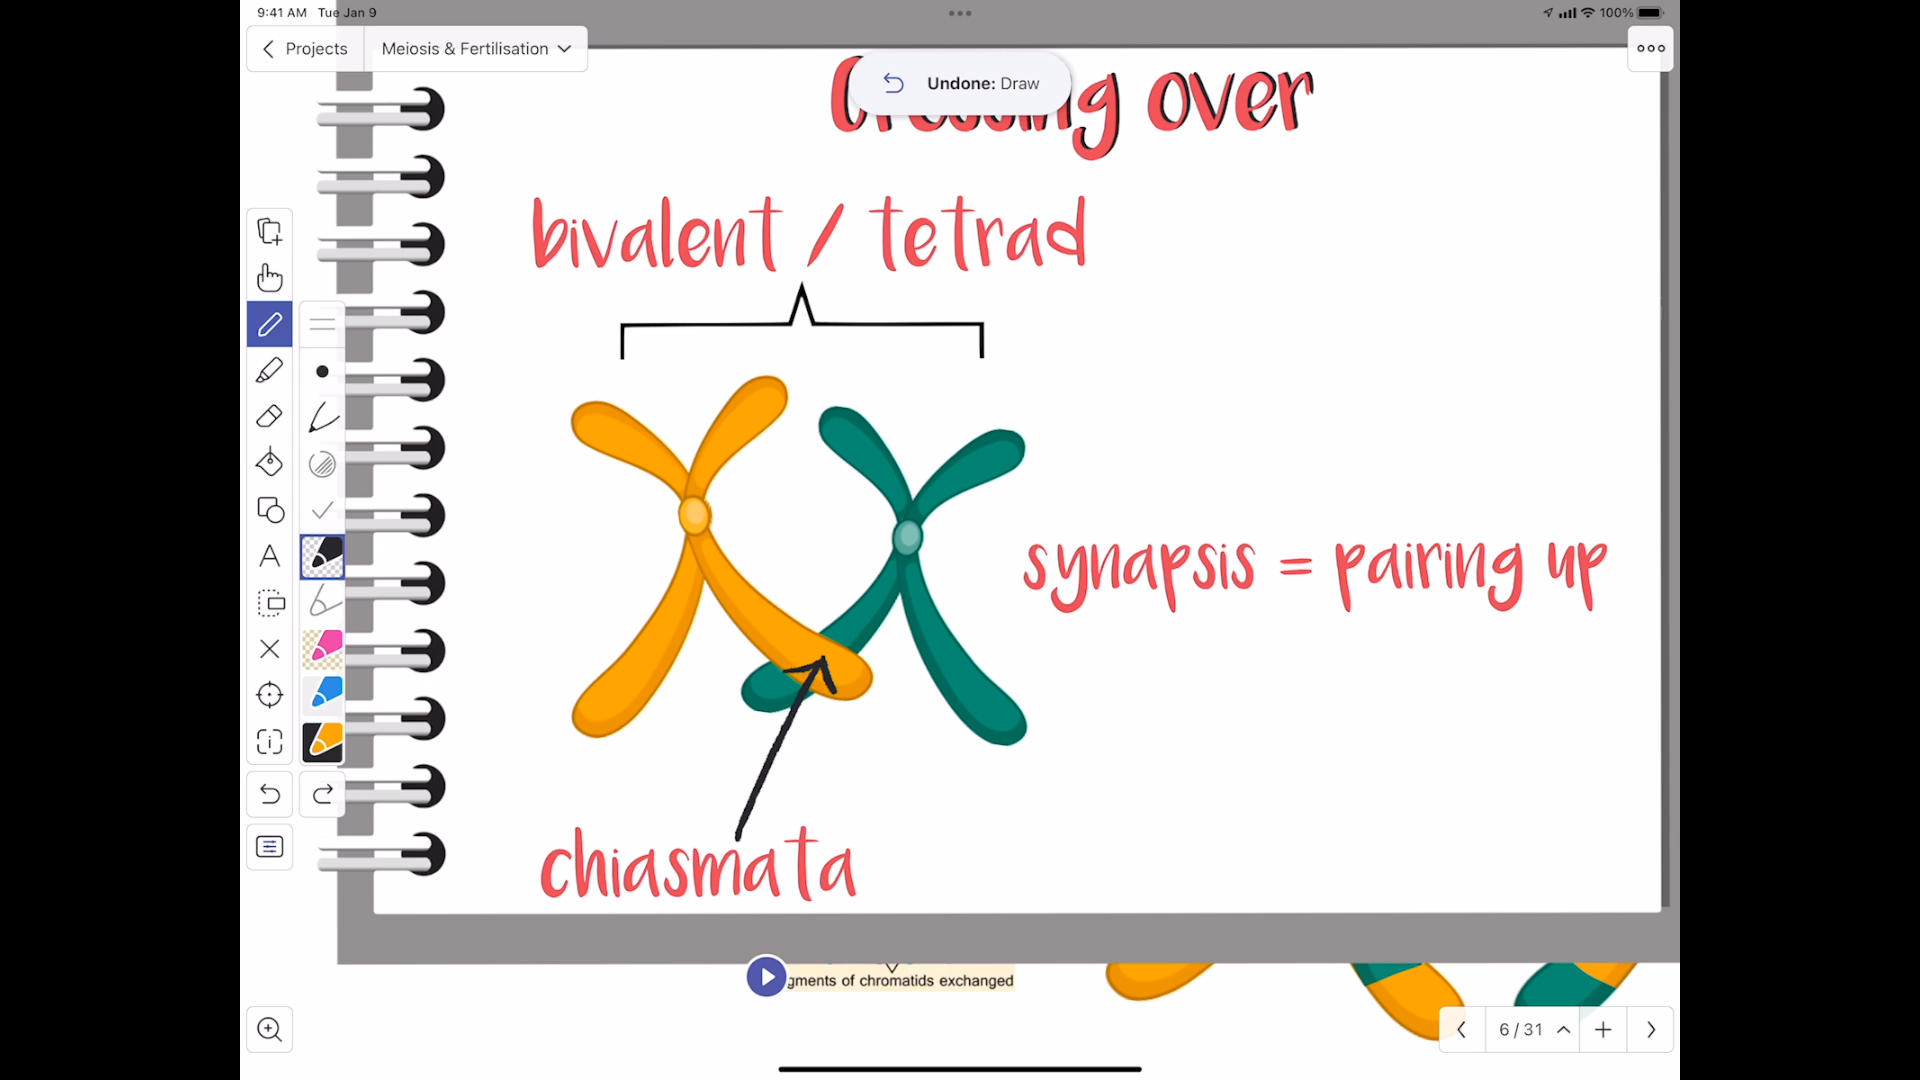 9:41 AM Tue Jan 9
100%
Projects
Meiosis & Fertilisation
Undone: Draw
over
bivalent / tetrad
synapsis = pairing up
chiasmata
gments of chromatids exchanged
6 / 31